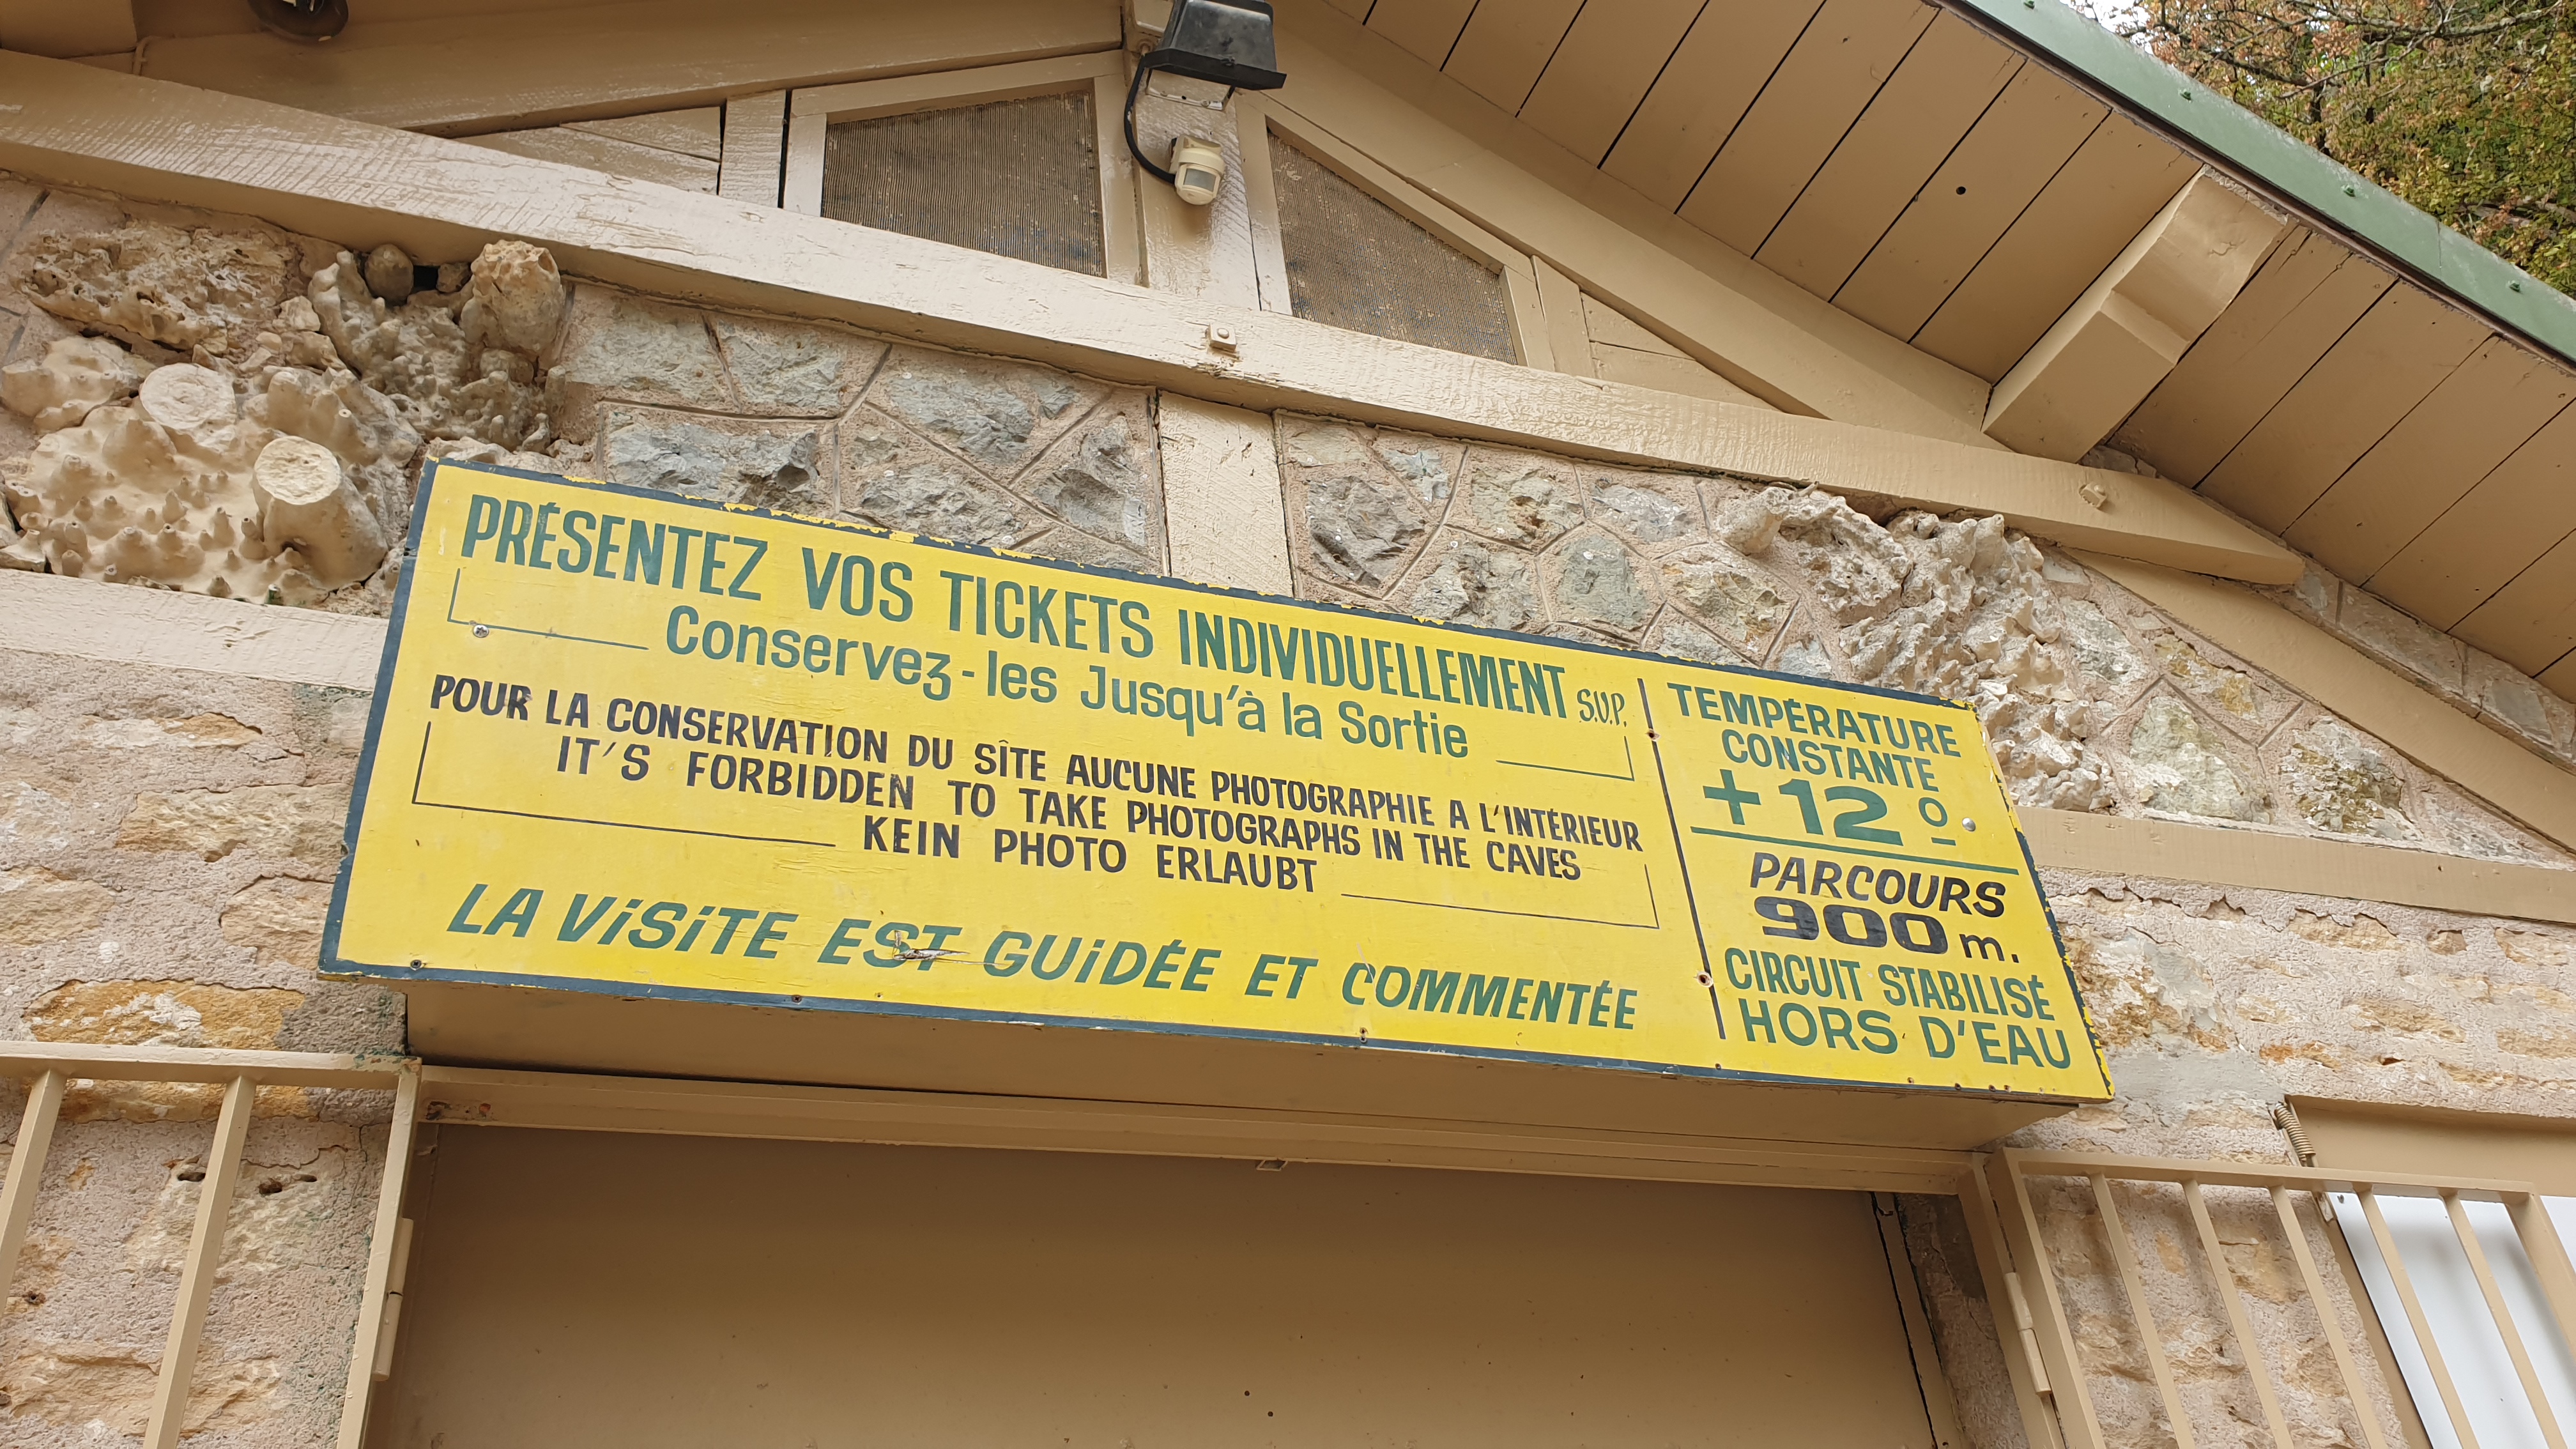 PRÉSENTEZ VOS TICKETS INDIVIDUELLEMENT S.V.P.
Conservez-les Jusqu'à la Sortie
POUR LA CONSERVATION DU SÎTE AUCUNE PHOTOGRAPHIE A L'INTÉRIEUR
IT'S FORBIDDEN TO TAKE PHOTOGRAPHS IN THE CAVES
KEIN PHOTO ERLAUBT
LA VISITE EST GUIDÉE ET COMMENTÉE
TEMPÉRATURE
CONSTANTE
+12º
PARCOURS
900 m.
CIRCUIT STABILISÉ
HORS D'EAU